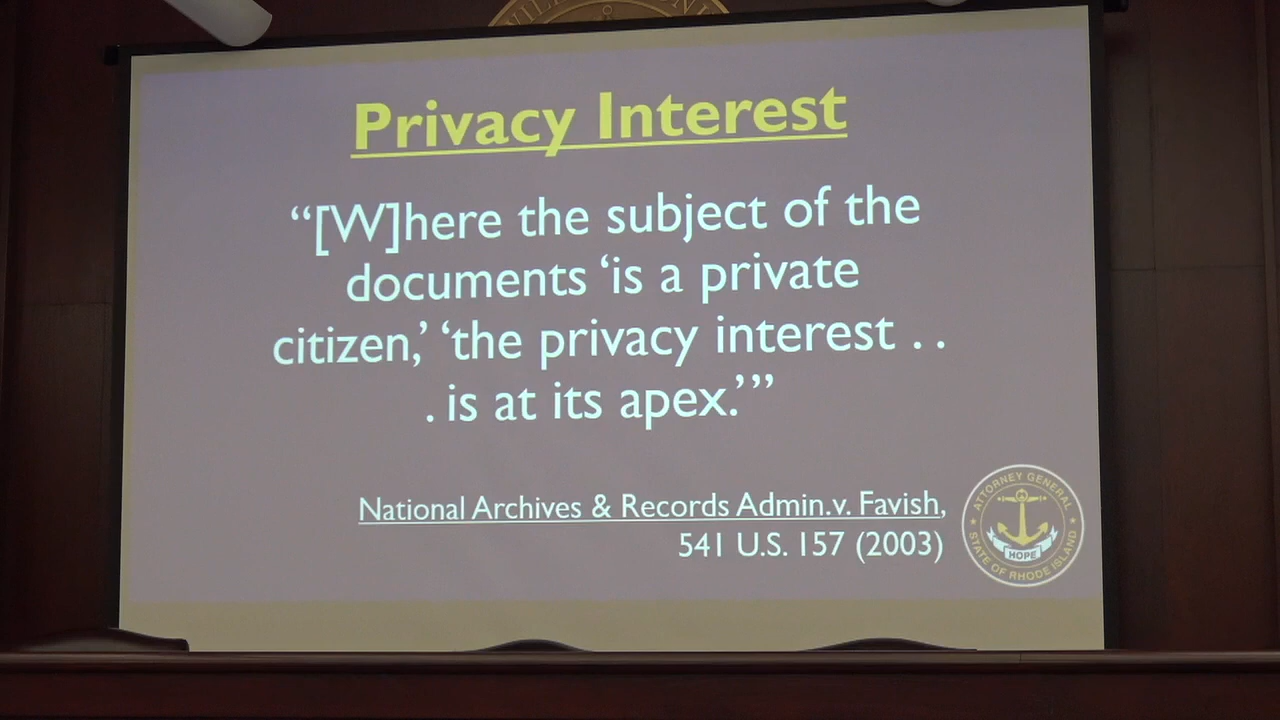 Privacy Interest
“[W]here the subject of the
documents ‘is a private
citizen,’ ‘the privacy interest . .
. is at its apex.’”
National Archives & Records Admin.v. Favish,
541 U.S. 157 (2003)
ATTORNEY GENERAL
HOPE
STATE OF RHODE ISLAND